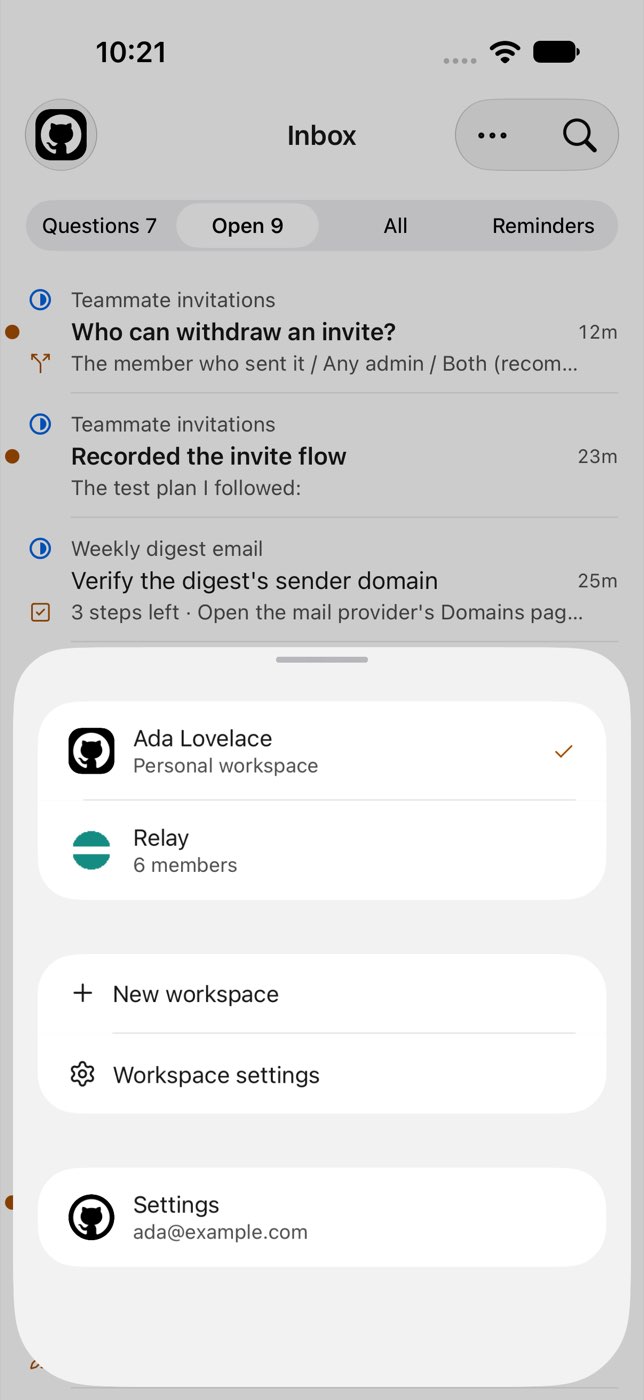 10:21
Inbox
Questions 7
Open 9
All
Reminders
Teammate invitations
Who can withdraw an invite?
12m
The member who sent it / Any admin / Both (recom...
Teammate invitations
Recorded the invite flow
23m
The test plan I followed:
Weekly digest email
Verify the digest's sender domain
25m
3 steps left · Open the mail provider's Domains pag...
Ada Lovelace
Personal workspace
Relay
6 members
New workspace
Workspace settings
Settings
ada@example.com